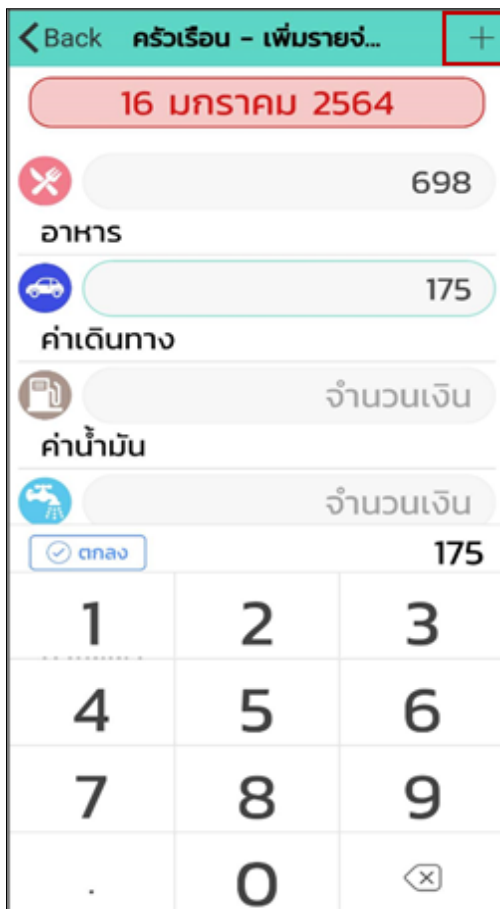 Back ครัวเรือน - เพิ่มรายจ่... +
16 มกราคม 2564
698
อาหาร
175
ค่าเดินทาง
จำนวนเงิน
ค่าน้ำมัน
จำนวนเงิน
ตกลง 175
1 2 3
4 5 6
7 8 9
. 0